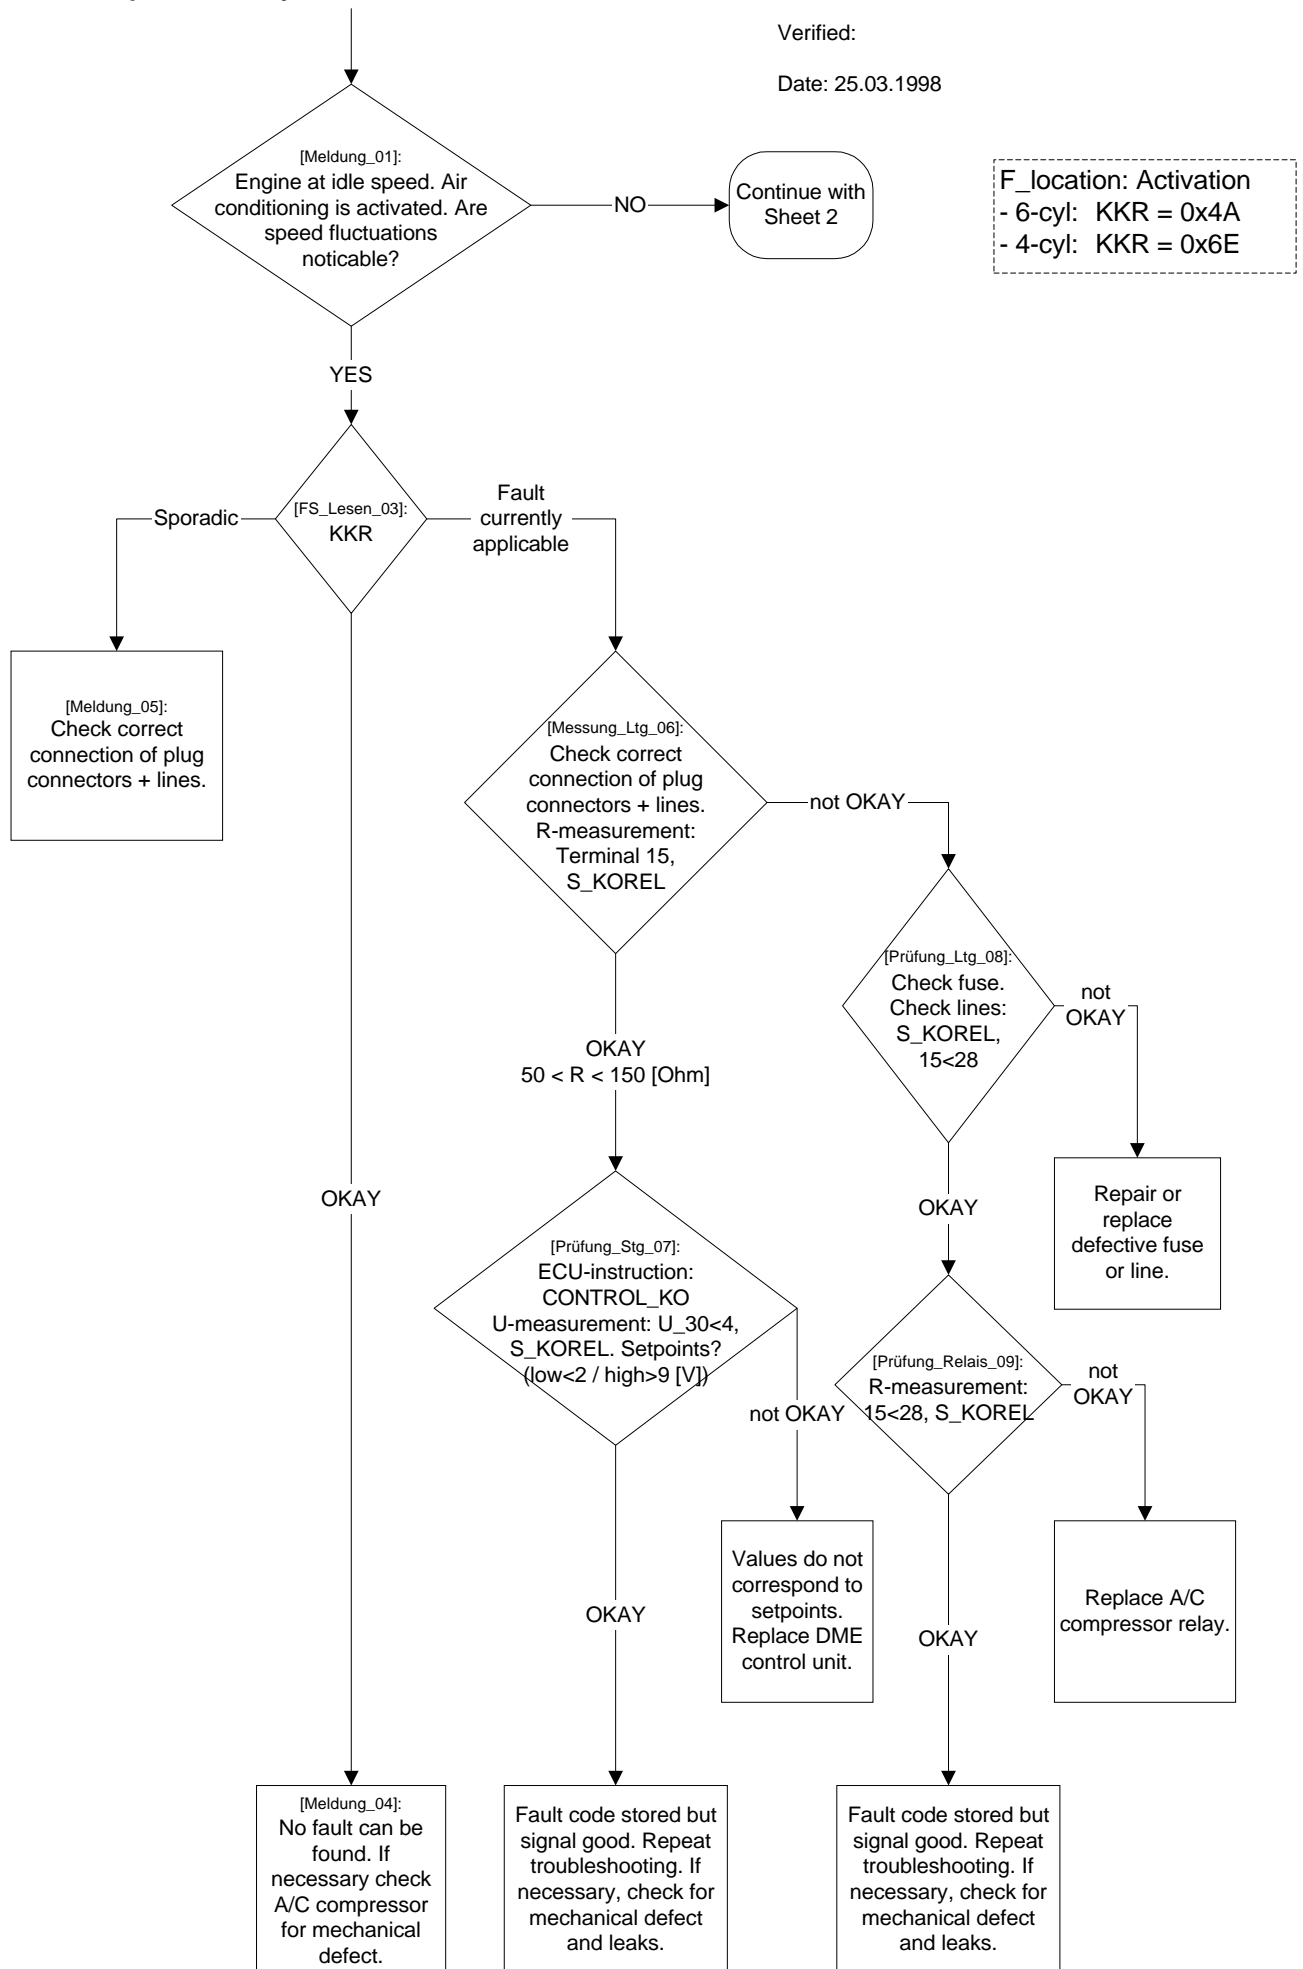 Verified:
Date: 25.03.1998
[Meldung_01]:
Engine at idle speed. Air
conditioning is activated. Are
speed fluctuations
noticable?
NO
Continue with
Sheet 2
F_location: Activation
- 6-cyl: KKR = 0x4A
- 4-cyl: KKR = 0x6E
YES
[FS_Lesen_03]:
KKR
Sporadic
Fault
currently
applicable
[Meldung_05]:
Check correct
connection of plug
connectors + lines.
[Messung_Ltg_06]:
Check correct
connection of plug
connectors + lines.
R-measurement:
Terminal 15,
S_KOREL
not OKAY
[Prüfung_Ltg_08]:
Check fuse.
Check lines:
S_KOREL,
15<28
not
OKAY
OKAY
50 < R < 150 [Ohm]
Repair or
replace
defective fuse
or line.
OKAY
OKAY
[Prüfung_Stg_07]:
ECU-instruction:
CONTROL_KO
U-measurement: U_30<4,
S_KOREL. Setpoints?
(low<2 / high>9 [V])
not OKAY
[Prüfung_Relais_09]:
R-measurement:
15<28, S_KOREL
not
OKAY
Values do not
correspond to
setpoints.
Replace DME
control unit.
Replace A/C
compressor relay.
OKAY
OKAY
[Meldung_04]:
No fault can be
found. If
necessary check
A/C compressor
for mechanical
defect.
Fault code stored but
signal good. Repeat
troubleshooting. If
necessary, check for
mechanical defect
and leaks.
Fault code stored but
signal good. Repeat
troubleshooting. If
necessary, check for
mechanical defect
and leaks.